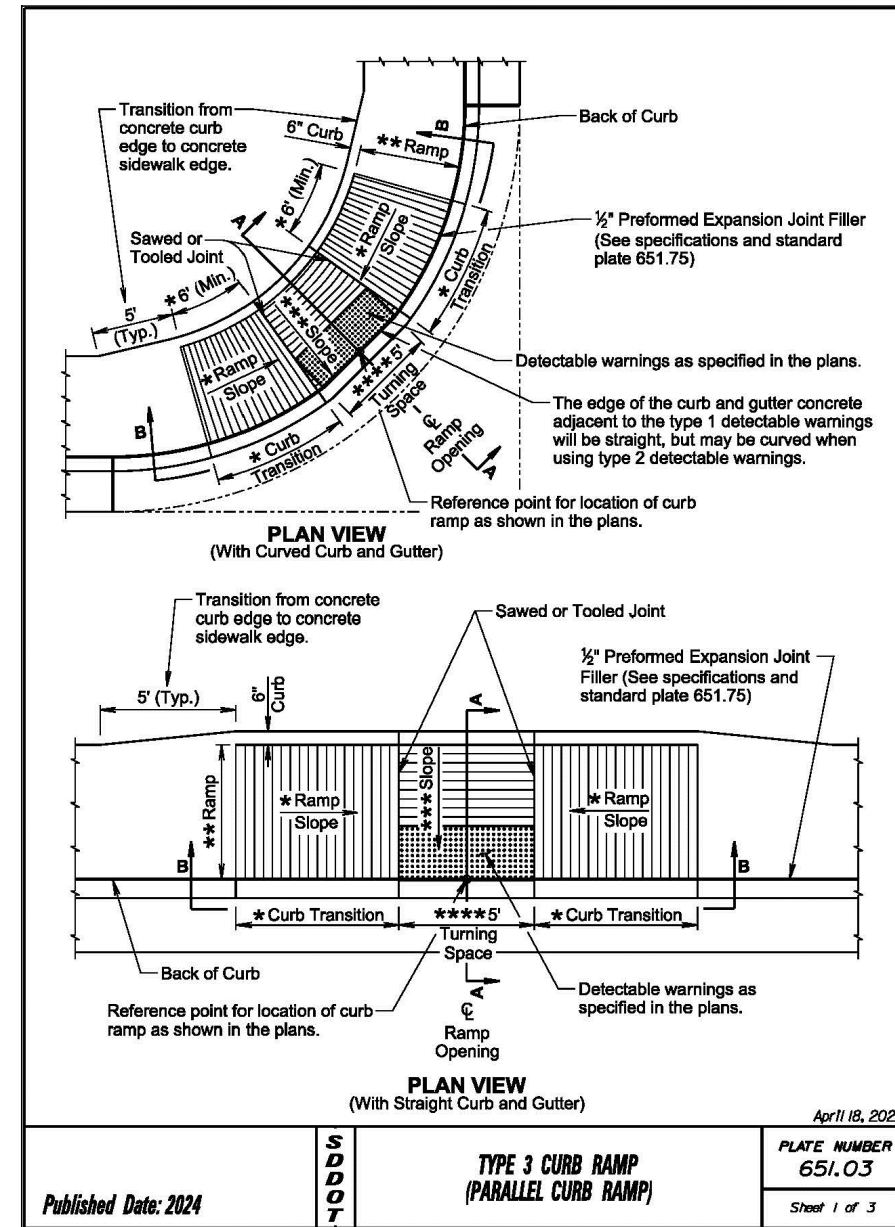 Transition from
concrete curb
edge to concrete
sidewalk edge.
6" Curb
**Ramp
B
Back of Curb
*6' (Min.)
A
*Ramp
Slope
½" Preformed Expansion Joint Filler
(See specifications and standard
plate 651.75)
Sawed or
Tooled Joint
*Curb
Transition
*6' (Min.)
5'
(Typ.)
***Slope
Detectable warnings as specified in the plans.
*Ramp
Slope
****5'
Turning
Space
℄
Ramp
Opening
A
The edge of the curb and gutter concrete
adjacent to the type 1 detectable warnings
will be straight, but may be curved when
using type 2 detectable warnings.
B
*Curb
Transition
Reference point for location of curb
ramp as shown in the plans.
PLAN VIEW
(With Curved Curb and Gutter)
Transition from concrete
curb edge to concrete
sidewalk edge.
Sawed or Tooled Joint
½" Preformed Expansion Joint
Filler (See specifications and
standard plate 651.75)
5' (Typ.)
6"
Curb
A
**Ramp
*Ramp
Slope
***Slope
*Ramp
Slope
B
B
*Curb Transition
****5'
Turning
Space
*Curb Transition
Back of Curb
A
Reference point for location of curb
ramp as shown in the plans.
℄
Ramp
Opening
Detectable warnings as
specified in the plans.
PLAN VIEW
(With Straight Curb and Gutter)
April 18, 202
Published Date: 2024
SDDOT
TYPE 3 CURB RAMP
(PARALLEL CURB RAMP)
PLATE NUMBER
651.03
Sheet 1 of 3